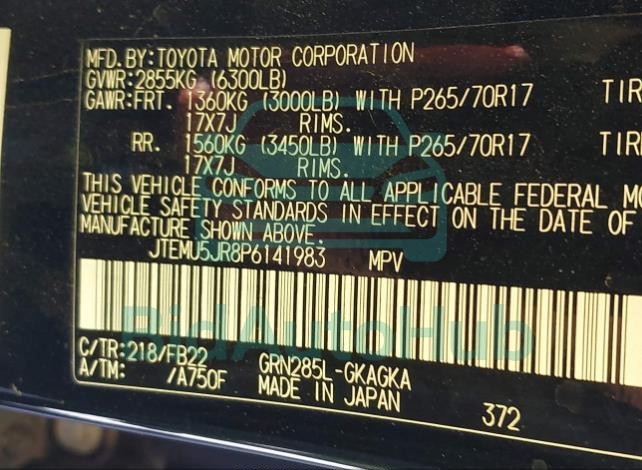 MFD.BY:TOYOTA MOTOR CORPORATION
GVWR:2855KG (6300LB)
GAWR:FRT. 1360KG (3000LB) WITH P265/70R17 TIR
17X7J RIMS.
RR. 1560KG (3450LB) WITH P265/70R17 TIR
17X7J RIMS.
THIS VEHICLE CONFORMS TO ALL APPLICABLE FEDERAL MO
VEHICLE SAFETY STANDARDS IN EFFECT ON THE DATE OF
MANUFACTURE SHOWN ABOVE.
JTEMU5JR8P6141983 MPV
BidAutoHub
C/TR:218/FB22 GRN285L-GKAGKA
A/TM: /A750F MADE IN JAPAN
372